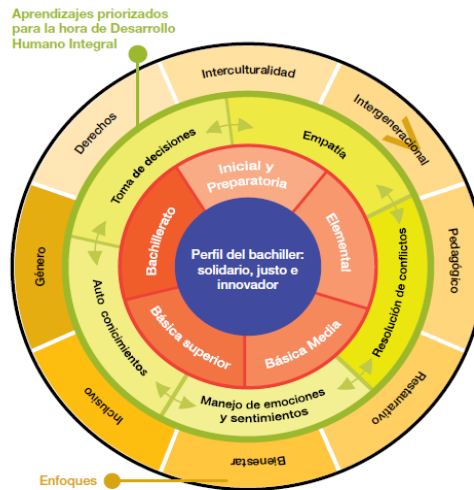 Aprendizajes priorizados
para la hora de Desarrollo
Humano Integral
Interculturalidad
Intergeneracional
Pedagógico
Restaurativo
Bienestar
Inclusivo
Género
Derechos
Toma de decisiones
Empatía
Resolución de conflictos
Manejo de emociones
y sentimientos
Auto conicimientos
Inicial y
Preparatoria
Elemental
Básica Media
Básica superior
Bachillerato
Perfil del bachiller:
solidario, justo e
innovador
Enfoques